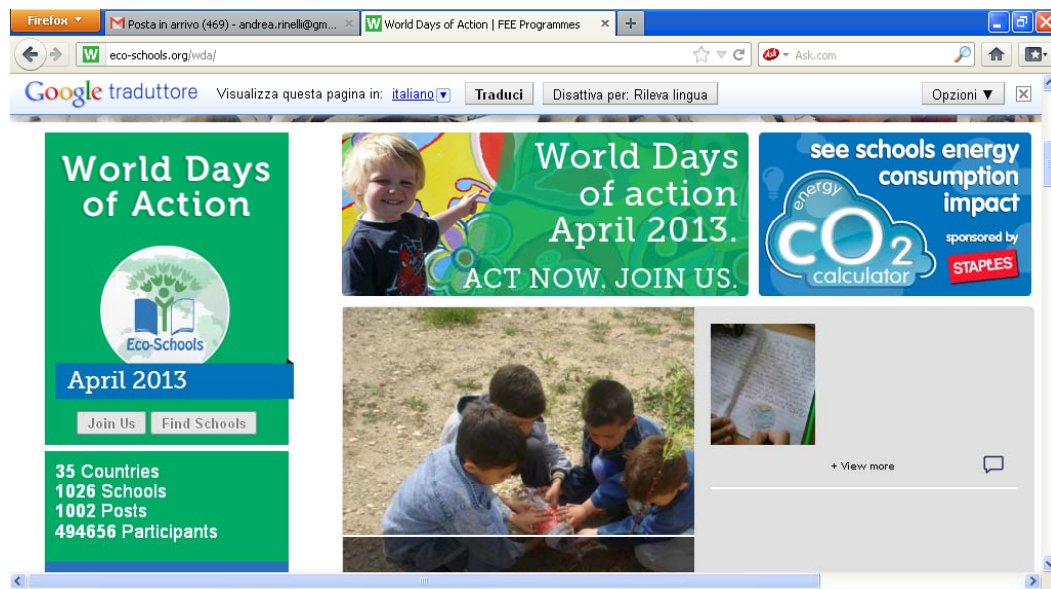 Firefox
Posta in arrivo (469) - andrea.rinelli@gm...
World Days of Action | FEE Programmes
eco-schools.org/wda/
Ask
Ask.com
Google traduttore
Visualizza questa pagina in: italiano
Traduci
Disattiva per: Rileva lingua
Opzioni ▼
World Days
of Action
Eco-Schools
April 2013
Join Us
Find Schools
35 Countries
1026 Schools
1002 Posts
494656 Participants
World Days
of action
April 2013.
ACT NOW. JOIN US.
see schools energy
consumption
impact
energy
CO2
calculator
sponsored by
STAPLES
+ View more